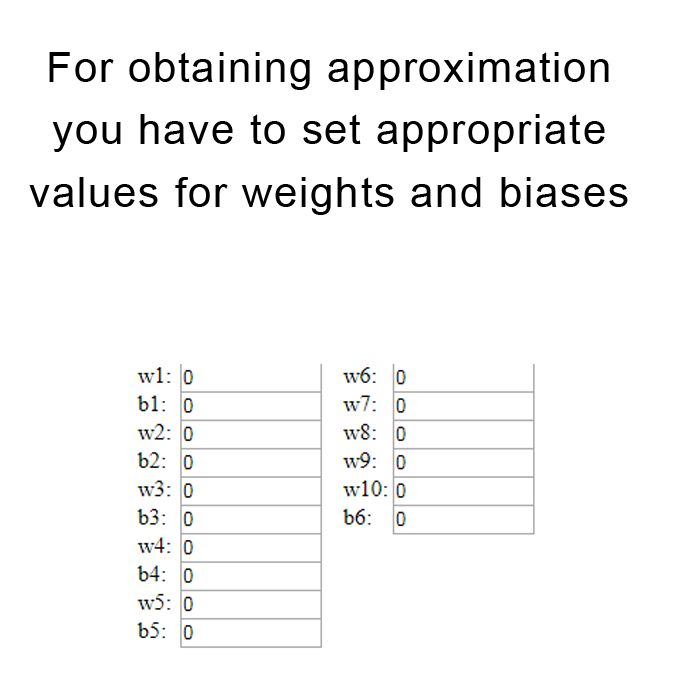 For obtaining approximation
you have to set appropriate
values for weights and biases
w1: 0 w6: 0
b1: 0 w7: 0
w2: 0 w8: 0
b2: 0 w9: 0
w3: 0 w10: 0
b3: 0 b6: 0
w4: 0
b4: 0
w5: 0
b5: 0